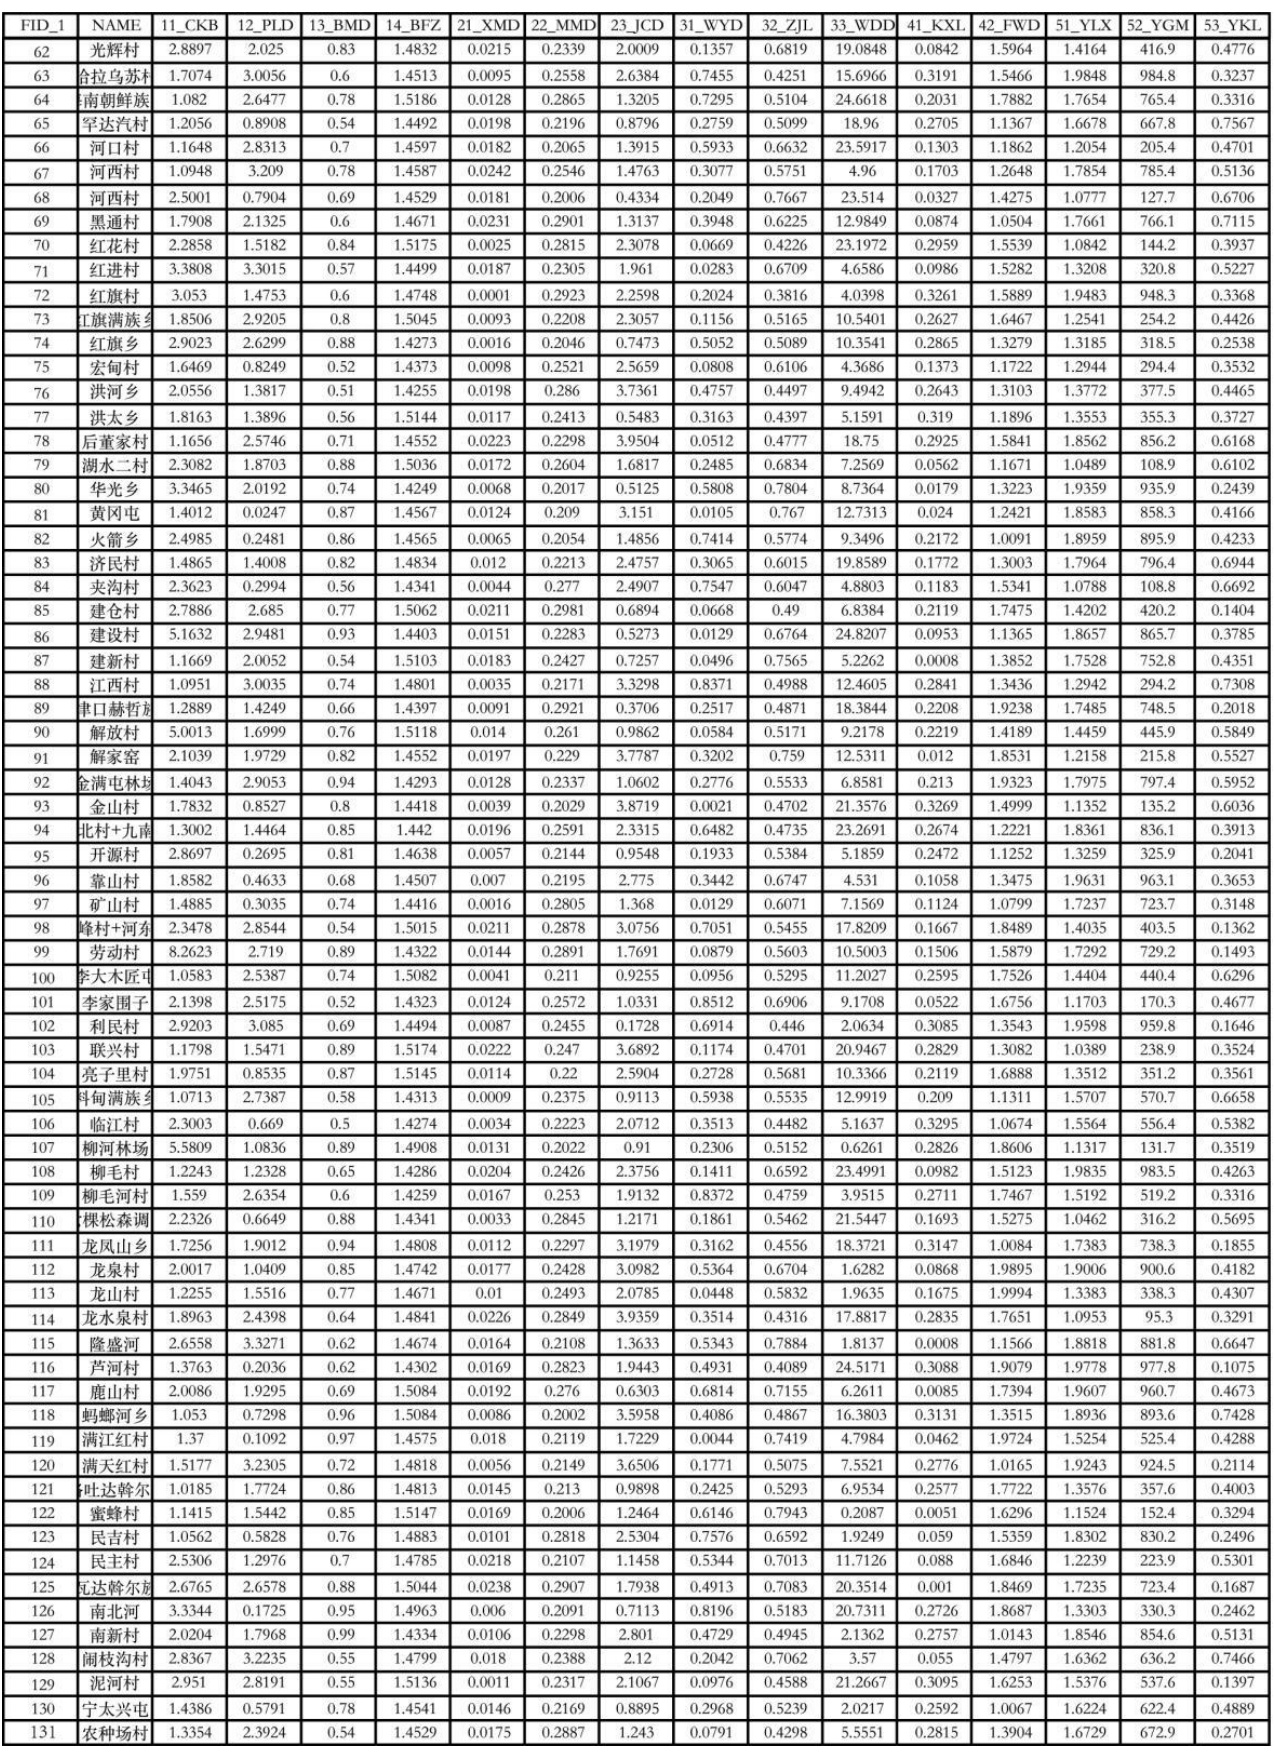 FID_1 NAME 11_CKB 12_PLD 13_BMD 14_BFZ 21_XMD 22_MMD 23_JCD 31_WYD 32_ZJL 33_WDD 41_KXL 42_FWD 51_YLX 52_YGM 53_YKL
62 光辉村 2.8897 2.025 0.83 1.4832 0.0215 0.2339 2.0009 0.1357 0.6819 19.0848 0.0842 1.5964 1.4164 416.9 0.4776
63 哈拉乌苏村 1.7074 3.0056 0.6 1.4513 0.0095 0.2558 2.6384 0.7455 0.4251 15.6966 0.3191 1.5466 1.9848 984.8 0.3237
64 南朝鲜族 1.082 2.6477 0.78 1.5186 0.0128 0.2865 1.3205 0.7295 0.5104 24.6618 0.2031 1.7882 1.7654 765.4 0.3316
65 罕达汽村 1.2056 0.8908 0.54 1.4492 0.0198 0.2196 0.8796 0.2759 0.5099 18.96 0.2705 1.1367 1.6678 667.8 0.7567
66 河口村 1.1648 2.8313 0.7 1.4597 0.0182 0.2065 1.3915 0.5933 0.6632 23.5917 0.1303 1.1862 1.2054 205.4 0.4701
67 河西村 1.0948 3.209 0.78 1.4587 0.0242 0.2546 1.4763 0.3077 0.5751 4.96 0.1703 1.2648 1.7854 785.4 0.5136
68 河西村 2.5001 0.7904 0.69 1.4529 0.0181 0.2006 0.4334 0.2049 0.7667 23.514 0.0327 1.4275 1.0777 127.7 0.6706
69 黑通村 1.7908 2.1325 0.6 1.4671 0.0231 0.2901 1.3137 0.3948 0.6225 12.9849 0.0874 1.0504 1.7661 766.1 0.7115
70 红花村 2.2858 1.5182 0.84 1.5175 0.0025 0.2815 2.3078 0.0669 0.4226 23.1972 0.2959 1.5539 1.0842 144.2 0.3937
71 红进村 3.3808 3.3015 0.57 1.4499 0.0187 0.2305 1.961 0.0283 0.6709 4.6586 0.0986 1.5282 1.3208 320.8 0.5227
72 红旗村 3.053 1.4753 0.6 1.4748 0.0001 0.2923 2.2598 0.2024 0.3816 4.0398 0.3261 1.5889 1.9483 948.3 0.3368
73 红旗满族乡 1.8506 2.9205 0.8 1.5045 0.0093 0.2208 2.3057 0.1156 0.5165 10.5401 0.2627 1.6467 1.2541 254.2 0.4426
74 红旗乡 2.9023 2.6299 0.88 1.4273 0.0016 0.2046 0.7473 0.5052 0.5089 10.3541 0.2865 1.3279 1.3185 318.5 0.2538
75 宏甸村 1.6469 0.8249 0.52 1.4373 0.0098 0.2521 2.5659 0.0808 0.6106 4.3686 0.1373 1.1722 1.2944 294.4 0.3532
76 洪河乡 2.0556 1.3817 0.51 1.4255 0.0198 0.286 3.7361 0.4757 0.4497 9.4942 0.2643 1.3103 1.3772 377.5 0.4465
77 洪太乡 1.8163 1.3896 0.56 1.5144 0.0117 0.2413 0.5483 0.3163 0.4397 5.1591 0.319 1.1896 1.3553 355.3 0.3727
78 后董家村 1.1656 2.5746 0.71 1.4552 0.0223 0.2298 3.9504 0.0512 0.4777 18.75 0.2925 1.5841 1.8562 856.2 0.6168
79 湖水二村 2.3082 1.8703 0.88 1.5036 0.0172 0.2604 1.6817 0.2485 0.6834 7.2569 0.0562 1.1671 1.0489 108.9 0.6102
80 华光乡 3.3465 2.0192 0.74 1.4249 0.0068 0.2017 0.5125 0.5808 0.7804 8.7364 0.0179 1.3223 1.9359 935.9 0.2439
81 黄冈屯 1.4012 0.0247 0.87 1.4567 0.0124 0.209 3.151 0.0105 0.767 12.7313 0.024 1.2421 1.8583 858.3 0.4166
82 火箭乡 2.4985 0.2481 0.86 1.4565 0.0065 0.2054 1.4856 0.7414 0.5774 9.3496 0.2172 1.0091 1.8959 895.9 0.4233
83 济民村 1.4865 1.4008 0.82 1.4834 0.012 0.2213 2.4757 0.3065 0.6015 19.8589 0.1772 1.3003 1.7964 796.4 0.6944
84 夹沟村 2.3623 0.2994 0.56 1.4341 0.0044 0.277 2.4907 0.7547 0.6047 4.8803 0.1183 1.5341 1.0788 108.8 0.6692
85 建仓村 2.7886 2.685 0.77 1.5062 0.0211 0.2981 0.6894 0.0668 0.49 6.8384 0.2119 1.7475 1.4202 420.2 0.1404
86 建设村 5.1632 2.9481 0.93 1.4403 0.0151 0.2283 0.5273 0.0129 0.6764 24.8207 0.0953 1.1365 1.8657 865.7 0.3785
87 建新村 1.1669 2.0052 0.54 1.5103 0.0183 0.2427 0.7257 0.0496 0.7565 5.2262 0.0008 1.3852 1.7528 752.8 0.4351
88 江西村 1.0951 3.0035 0.74 1.4801 0.0035 0.2171 3.3298 0.8371 0.4988 12.4605 0.2841 1.3436 1.2942 294.2 0.7308
89 津口赫哲族 1.2889 1.4249 0.66 1.4397 0.0091 0.2921 0.3706 0.2517 0.4871 18.3844 0.2208 1.9238 1.7485 748.5 0.2018
90 解放村 5.0013 1.6999 0.76 1.5118 0.014 0.261 0.9862 0.0584 0.5171 9.2178 0.2219 1.4189 1.4459 445.9 0.5849
91 解家窑 2.1039 1.9729 0.82 1.4552 0.0197 0.229 3.7787 0.3202 0.759 12.5311 0.012 1.8531 1.2158 215.8 0.5527
92 金满屯林场 1.4043 2.9053 0.94 1.4293 0.0128 0.2337 1.0602 0.2776 0.5533 6.8581 0.213 1.9323 1.7975 797.4 0.5952
93 金山村 1.7832 0.8527 0.8 1.4418 0.0039 0.2029 3.8719 0.0021 0.4702 21.3576 0.3269 1.4999 1.1352 135.2 0.6036
94 北村+九南 1.3002 1.4464 0.85 1.442 0.0196 0.2591 2.3315 0.6482 0.4735 23.2691 0.2674 1.2221 1.8361 836.1 0.3913
95 开源村 2.8697 0.2695 0.81 1.4638 0.0057 0.2144 0.9548 0.1933 0.5384 5.1859 0.2472 1.1252 1.3259 325.9 0.2041
96 靠山村 1.8582 0.4633 0.68 1.4507 0.007 0.2195 2.775 0.3442 0.6747 4.531 0.1058 1.3475 1.9631 963.1 0.3653
97 矿山村 1.4885 0.3035 0.74 1.4416 0.0016 0.2805 1.368 0.0129 0.6071 7.1569 0.1124 1.0799 1.7237 723.7 0.3148
98 峰村+河东 2.3478 2.8544 0.54 1.5015 0.0211 0.2878 3.0756 0.7051 0.5455 17.8209 0.1667 1.8489 1.4035 403.5 0.1362
99 劳动村 8.2623 2.719 0.89 1.4322 0.0144 0.2891 1.7691 0.0879 0.5603 10.5003 0.1506 1.5879 1.7292 729.2 0.1493
100 李大木匠屯 1.0583 2.5387 0.74 1.5082 0.0041 0.211 0.9255 0.0956 0.5295 11.2027 0.2595 1.7526 1.4404 440.4 0.6296
101 李家围子 2.1398 2.5175 0.52 1.4323 0.0124 0.2572 1.0331 0.8512 0.6906 9.1708 0.0522 1.6756 1.1703 170.3 0.4677
102 利民村 2.9203 3.085 0.69 1.4494 0.0087 0.2455 0.1728 0.6914 0.446 2.0634 0.3085 1.3543 1.9598 959.8 0.1646
103 联兴村 1.1798 1.5471 0.89 1.5174 0.0222 0.247 3.6892 0.1174 0.4701 20.9467 0.2829 1.3082 1.0389 238.9 0.3524
104 亮子里村 1.9751 0.8535 0.87 1.5145 0.0114 0.22 2.5904 0.2728 0.5681 10.3366 0.2119 1.6888 1.3512 351.2 0.3561
105 料甸满族乡 1.0713 2.7387 0.58 1.4313 0.0009 0.2375 0.9113 0.5938 0.5535 12.9919 0.209 1.1311 1.5707 570.7 0.6658
106 临江村 2.3003 0.669 0.5 1.4274 0.0034 0.2223 2.0712 0.3513 0.4482 5.1637 0.3295 1.0674 1.5564 556.4 0.5382
107 柳河林场 5.5809 1.0836 0.89 1.4908 0.0131 0.2022 0.91 0.2306 0.5152 0.6261 0.2826 1.8606 1.1317 131.7 0.3519
108 柳毛村 1.2243 1.2328 0.65 1.4286 0.0204 0.2426 2.3756 0.1411 0.6592 23.4991 0.0982 1.5123 1.9835 983.5 0.4263
109 柳毛河村 1.559 2.6354 0.6 1.4259 0.0167 0.253 1.9132 0.8372 0.4759 3.9515 0.2711 1.7467 1.5192 519.2 0.3316
110 棵松森调 2.2326 0.6649 0.88 1.4341 0.0033 0.2845 1.2171 0.1861 0.5462 21.5447 0.1693 1.5275 1.0462 316.2 0.5695
111 龙凤山乡 1.7256 1.9012 0.94 1.4808 0.0112 0.2297 3.1979 0.3162 0.4556 18.3721 0.3147 1.0084 1.7383 738.3 0.1855
112 龙泉村 2.0017 1.0409 0.85 1.4742 0.0177 0.2428 3.0982 0.5364 0.6704 1.6282 0.0868 1.9895 1.9006 900.6 0.4182
113 龙山村 1.2255 1.5516 0.77 1.4671 0.01 0.2493 2.0785 0.0448 0.5832 1.9635 0.1675 1.9994 1.3383 338.3 0.4307
114 龙水泉村 1.8963 2.4398 0.64 1.4841 0.0226 0.2849 3.9359 0.3514 0.4316 17.8817 0.2835 1.7651 1.0953 95.3 0.3291
115 隆盛河 2.6558 3.3271 0.62 1.4674 0.0164 0.2108 1.3633 0.5343 0.7884 1.8137 0.0008 1.1566 1.8818 881.8 0.6647
116 芦河村 1.3763 0.2036 0.62 1.4302 0.0169 0.2823 1.9443 0.4931 0.4089 24.5171 0.3088 1.9079 1.9778 977.8 0.1075
117 鹿山村 2.0086 1.9295 0.69 1.5084 0.0192 0.276 0.6303 0.6814 0.7155 6.2611 0.0085 1.7394 1.9607 960.7 0.4673
118 蚂螂河乡 1.053 0.7298 0.96 1.5084 0.0086 0.2002 3.5958 0.4086 0.4867 16.3803 0.3131 1.3515 1.8936 893.6 0.7428
119 满江红村 1.37 0.1092 0.97 1.4575 0.018 0.2119 1.7229 0.0044 0.7419 4.7984 0.0462 1.9724 1.5254 525.4 0.4288
120 满天红村 1.5177 3.2305 0.72 1.4818 0.0056 0.2149 3.6506 0.1771 0.5075 7.5521 0.2776 1.0165 1.9243 924.5 0.2114
121 吐达斡尔 1.0185 1.7724 0.86 1.4813 0.0145 0.213 0.9898 0.2425 0.5293 6.9534 0.2577 1.7722 1.3576 357.6 0.4003
122 蜜蜂村 1.1415 1.5442 0.85 1.5147 0.0169 0.2006 1.2464 0.6146 0.7943 0.2087 0.0051 1.6296 1.1524 152.4 0.3294
123 民吉村 1.0562 0.5828 0.76 1.4883 0.0101 0.2818 2.5304 0.7576 0.6592 1.9249 0.059 1.5359 1.8302 830.2 0.2496
124 民主村 2.5306 1.2976 0.7 1.4785 0.0218 0.2107 1.1458 0.5344 0.7013 11.7126 0.088 1.6846 1.2239 223.9 0.5301
125 瓦达斡尔族 2.6765 2.6578 0.88 1.5044 0.0238 0.2907 1.7938 0.4913 0.7083 20.3514 0.001 1.8469 1.7235 723.4 0.1687
126 南北河 3.3344 0.1725 0.95 1.4963 0.006 0.2091 0.7113 0.8196 0.5183 20.7311 0.2726 1.8687 1.3303 330.3 0.2462
127 南新村 2.0204 1.7968 0.99 1.4334 0.0106 0.2298 2.801 0.4729 0.4945 2.1362 0.2757 1.0143 1.8546 854.6 0.5131
128 闹枝沟村 2.8367 3.2235 0.55 1.4799 0.018 0.2388 2.12 0.2042 0.7062 3.57 0.055 1.4797 1.6362 636.2 0.7466
129 泥河村 2.951 2.8191 0.55 1.5136 0.0011 0.2317 2.1067 0.0976 0.4588 21.2667 0.3095 1.6253 1.5376 537.6 0.1397
130 宁太兴屯 1.4386 0.5791 0.78 1.4541 0.0146 0.2169 0.8895 0.2968 0.5239 2.0217 0.2592 1.0067 1.6224 622.4 0.4889
131 农种场村 1.3354 2.3924 0.54 1.4529 0.0175 0.2887 1.243 0.0791 0.4298 5.5551 0.2815 1.3904 1.6729 672.9 0.2701